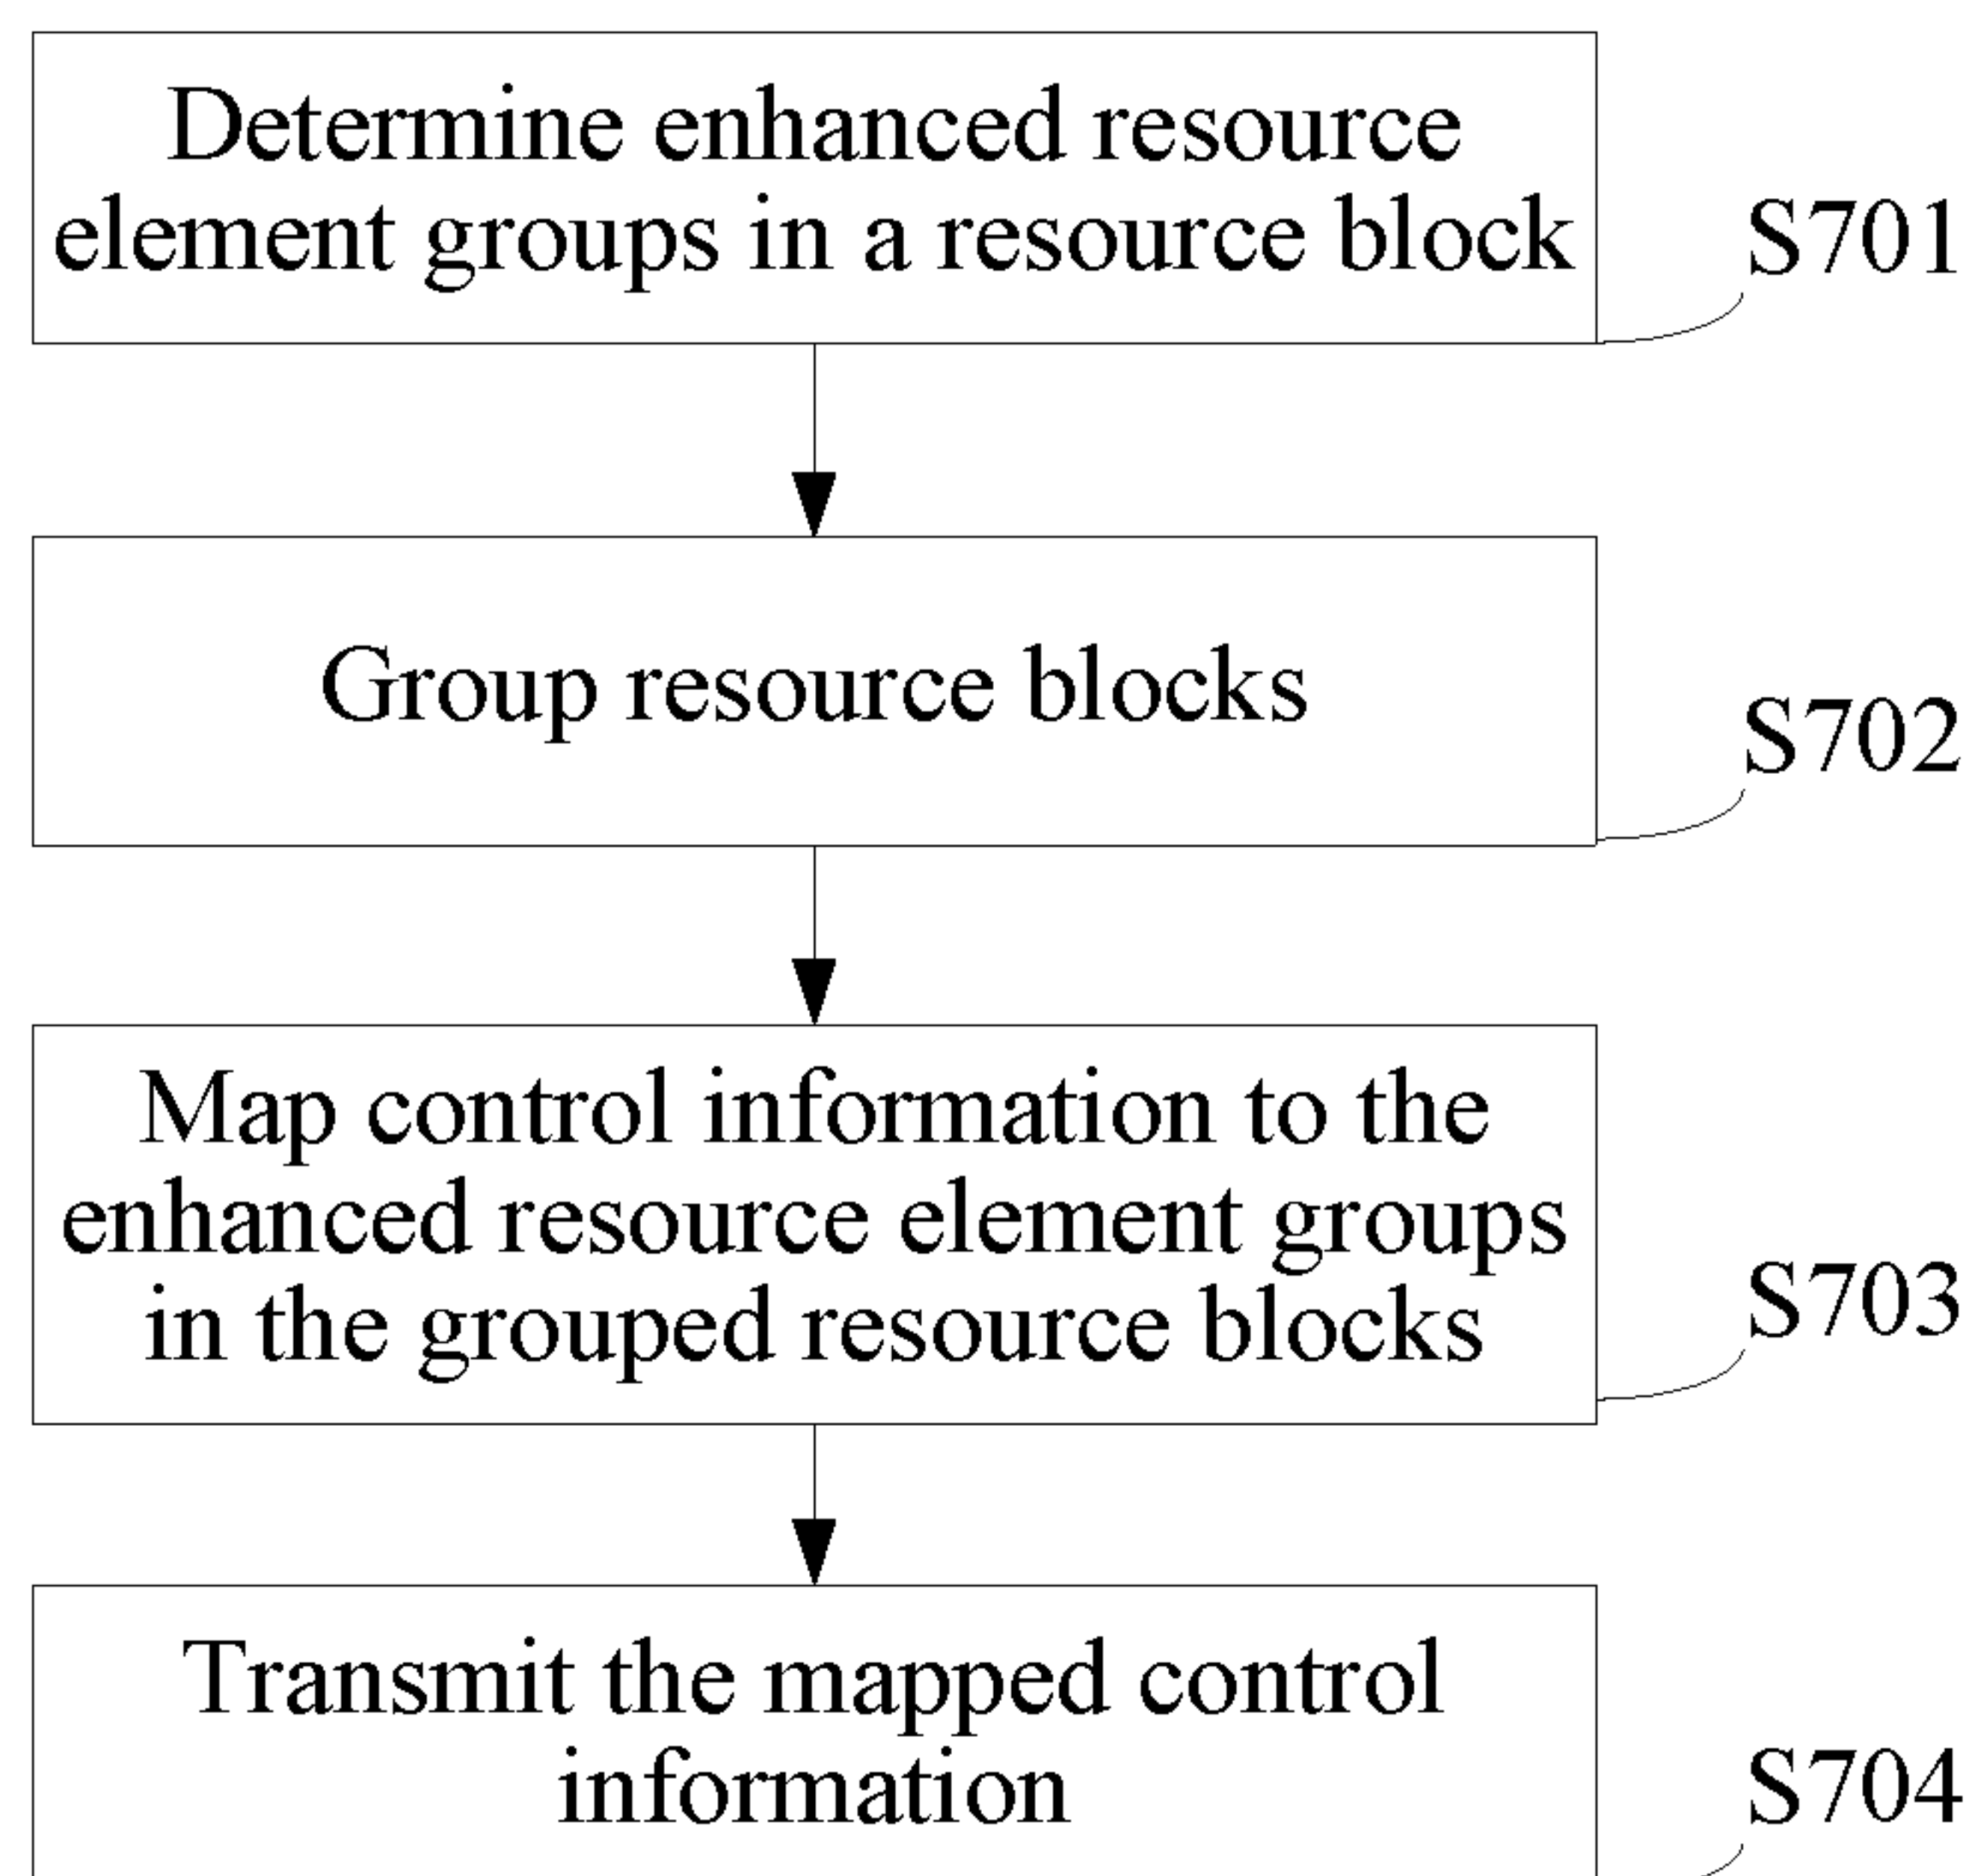 Determine enhanced resource
element groups in a resource block
S701
Group resource blocks
S702
Map control information to the
enhanced resource element groups
in the grouped resource blocks
S703
Transmit the mapped control
information
S704